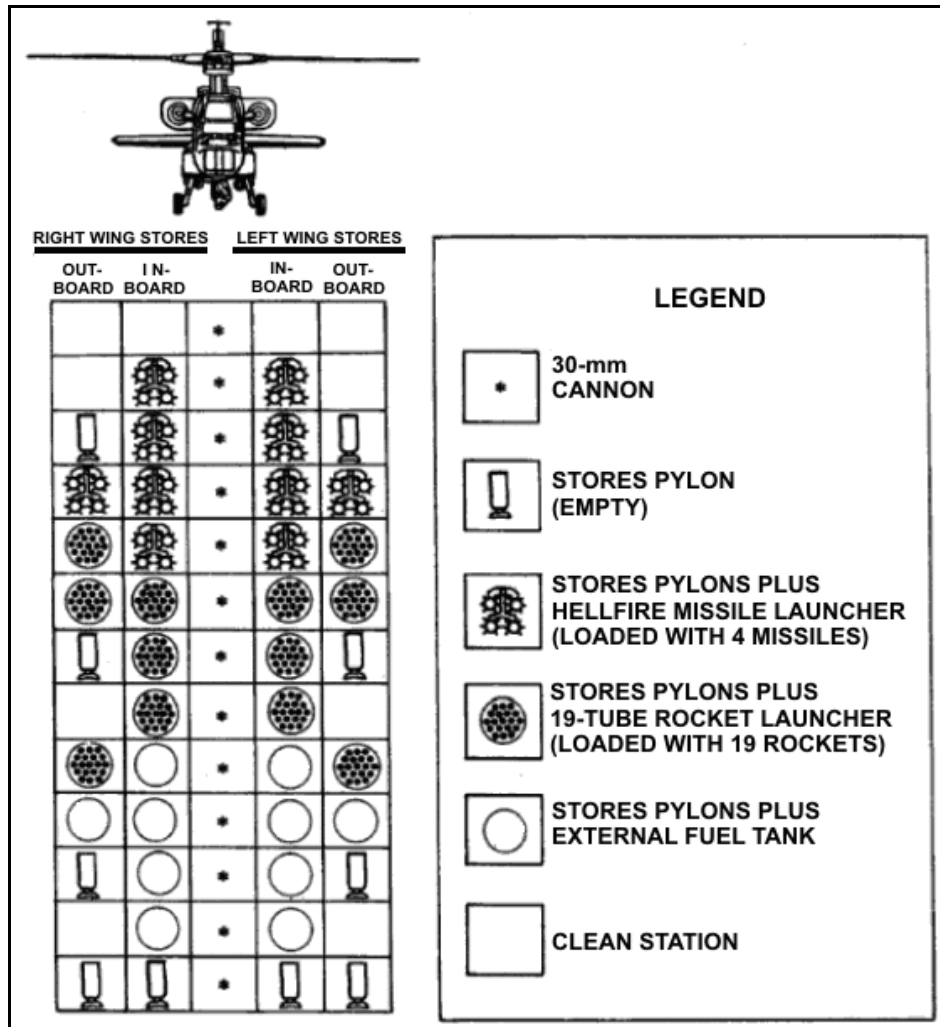 RIGHT WING STORES
LEFT WING STORES
OUT-
BOARD
I N-
BOARD
IN-
BOARD
OUT-
BOARD
LEGEND
30-mm
CANNON
STORES PYLON
(EMPTY)
STORES PYLONS PLUS
HELLFIRE MISSILE LAUNCHER
(LOADED WITH 4 MISSILES)
STORES PYLONS PLUS
19-TUBE ROCKET LAUNCHER
(LOADED WITH 19 ROCKETS)
STORES PYLONS PLUS
EXTERNAL FUEL TANK
CLEAN STATION